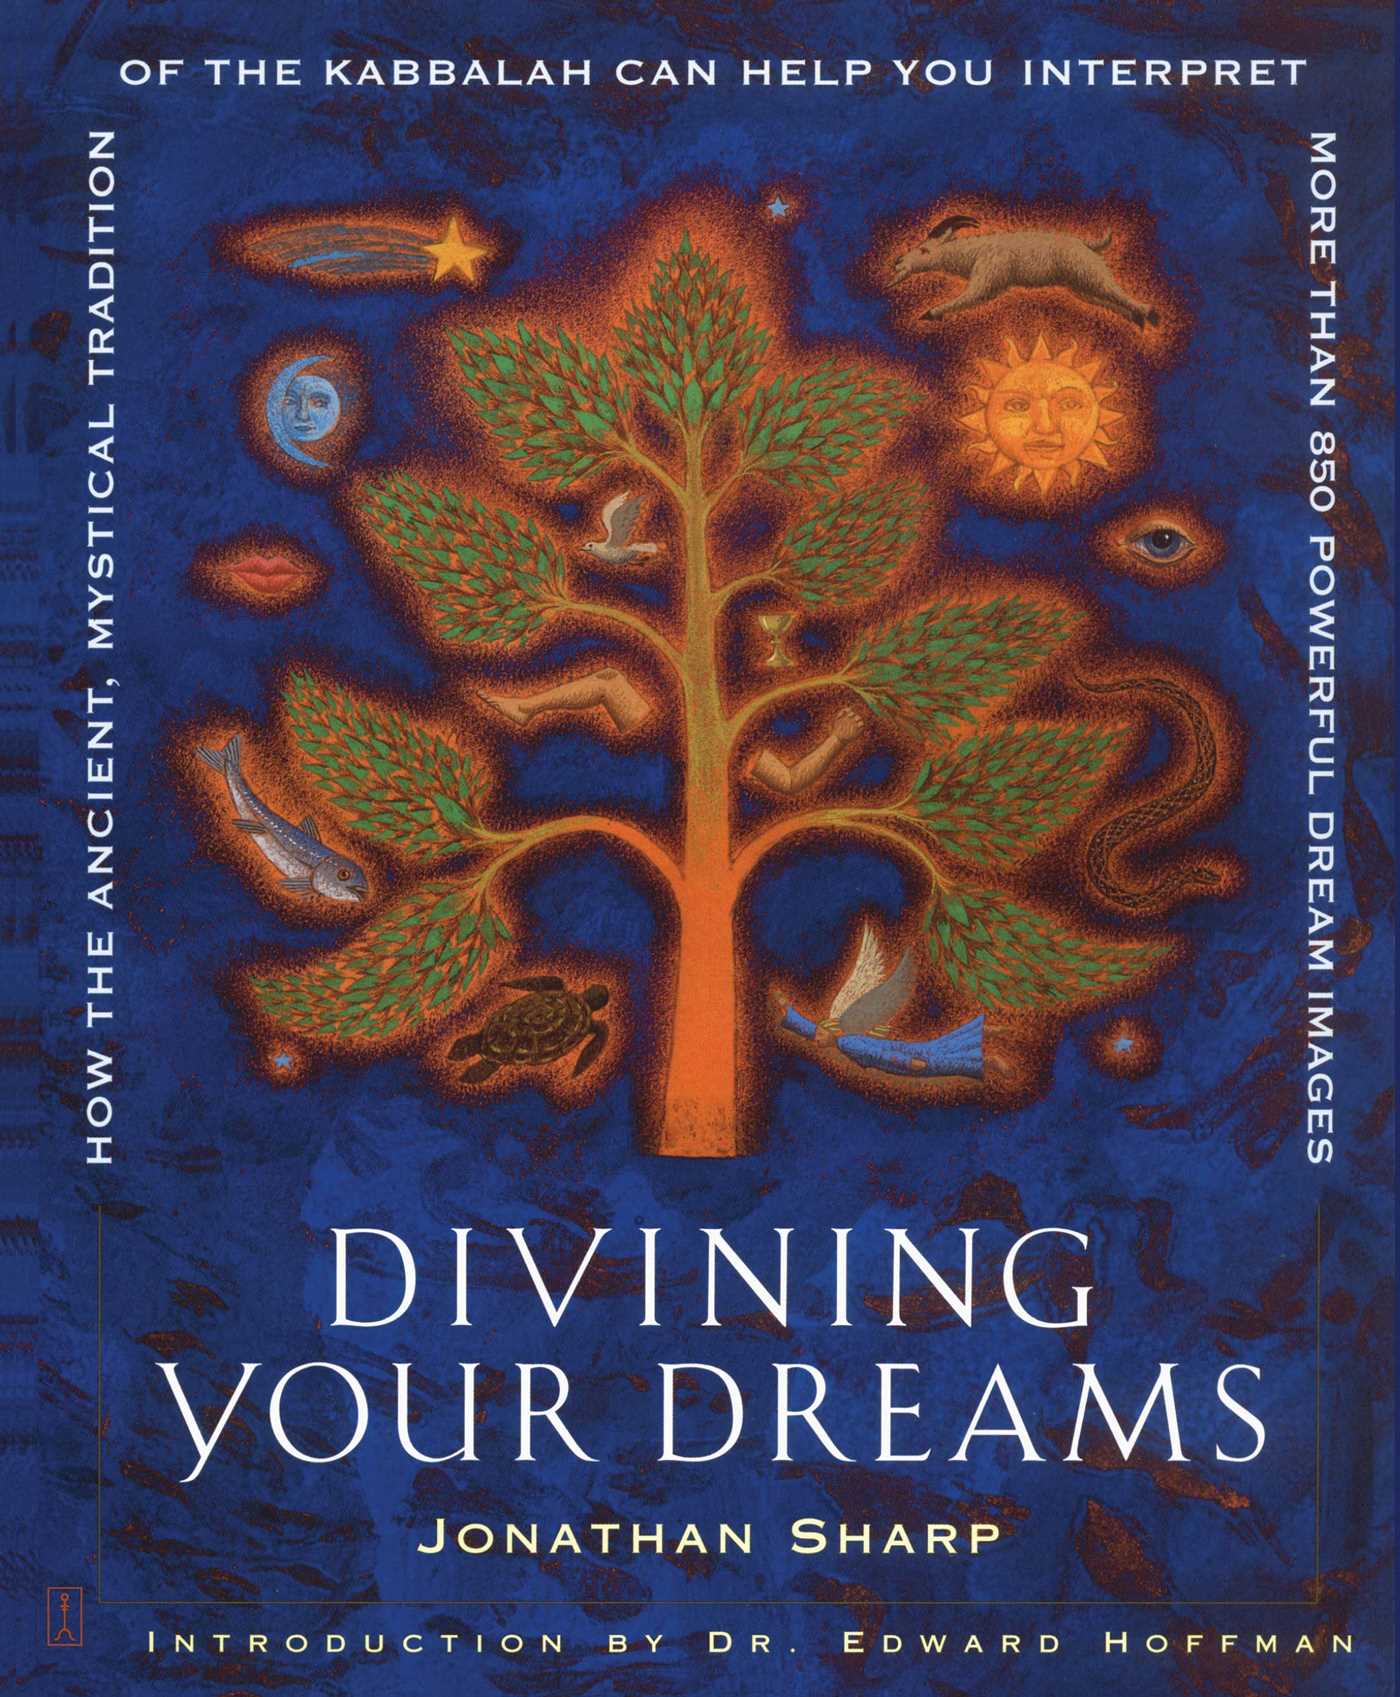 HOW THE ANCIENT, MYSTICAL TRADITION
OF THE KABBALAH CAN HELP YOU INTERPRET
MORE THAN 850 POWERFUL DREAM IMAGES
DIVINING
YOUR DREAMS
JONATHAN SHARP
INTRODUCTION BY DR. EDWARD HOFFMAN